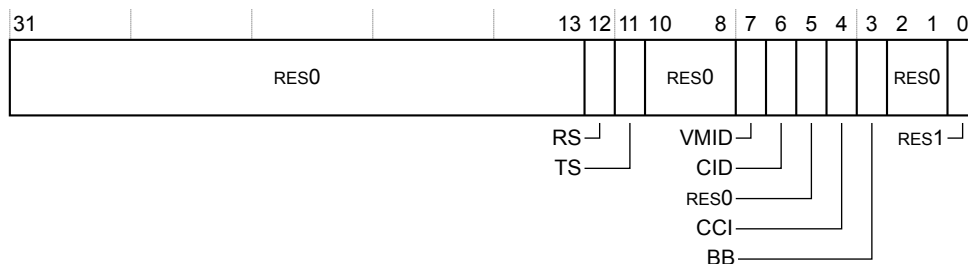 31 13 12 11 10 8 7 6 5 4 3 2 1 0
RES0 RES0 RES0
RS VMID RES1
TS CID
RES0
CCI
BB